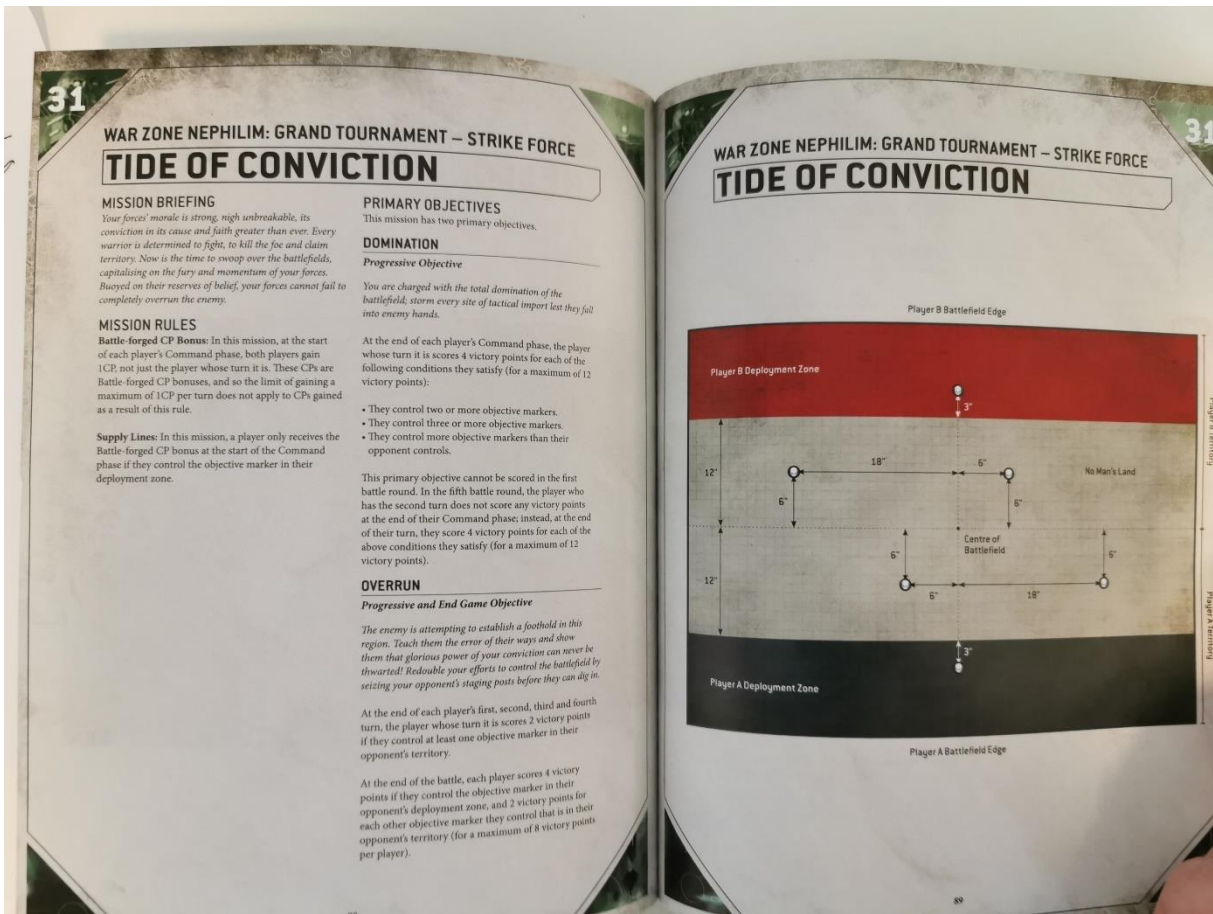 31
WAR ZONE NEPHILIM: GRAND TOURNAMENT – STRIKE FORCE
TIDE OF CONVICTION
MISSION BRIEFING
Your forces' morale is strong, nigh unbreakable, its
conviction in its cause and faith greater than ever. Every
warrior is determined to fight, to kill the foe and claim
territory. Now is the time to swoop over the battlefields,
capitalising on the fury and momentum of your forces.
Buoyed on their reserves of belief, your forces cannot fail to
completely overrun the enemy.
MISSION RULES
Battle-forged CP Bonus: In this mission, at the start
of each player's Command phase, both players gain
1CP, not just the player whose turn it is. These CPs are
Battle-forged CP bonuses, and so the limit of gaining a
maximum of 1CP per turn does not apply to CPs gained
as a result of this rule.
Supply Lines: In this mission, a player only receives the
Battle-forged CP bonus at the start of the Command
phase if they control the objective marker in their
deployment zone.
PRIMARY OBJECTIVES
This mission has two primary objectives.
DOMINATION
Progressive Objective
You are charged with the total domination of the
battlefield; storm every site of tactical import lest they fall
into enemy hands.
At the end of each player's Command phase, the player
whose turn it is scores 4 victory points for each of the
following conditions they satisfy (for a maximum of 12
victory points):
• They control two or more objective markers.
• They control three or more objective markers.
• They control more objective markers than their
opponent controls.
This primary objective cannot be scored in the first
battle round. In the fifth battle round, the player who
has the second turn does not score any victory points
at the end of their Command phase; instead, at the end
of their turn, they score 4 victory points for each of the
above conditions they satisfy (for a maximum of 12
victory points).
OVERRUN
Progressive and End Game Objective
The enemy is attempting to establish a foothold in this
region. Teach them the error of their ways and show
them that glorious power of your conviction can never be
thwarted! Redouble your efforts to control the battlefield by
seizing your opponent's staging posts before they can dig in.
At the end of each player's first, second, third and fourth
turn, the player whose turn it is scores 2 victory points
if they control at least one objective marker in their
opponent's territory.
At the end of the battle, each player scores 4 victory
points if they control the objective marker in their
opponent's deployment zone, and 2 victory points for
each other objective marker they control that is in their
opponent's territory (for a maximum of 8 victory points
per player).
31
WAR ZONE NEPHILIM: GRAND TOURNAMENT – STRIKE FORCE
TIDE OF CONVICTION
Player B Battlefield Edge
Player B Deployment Zone
3"
12"
18"
6"
No Man's Land
6"
6"
Centre of
Battlefield
6"
6"
12"
6"
18"
3"
Player A Deployment Zone
Player A Battlefield Edge
Territory
Player A Territory
89